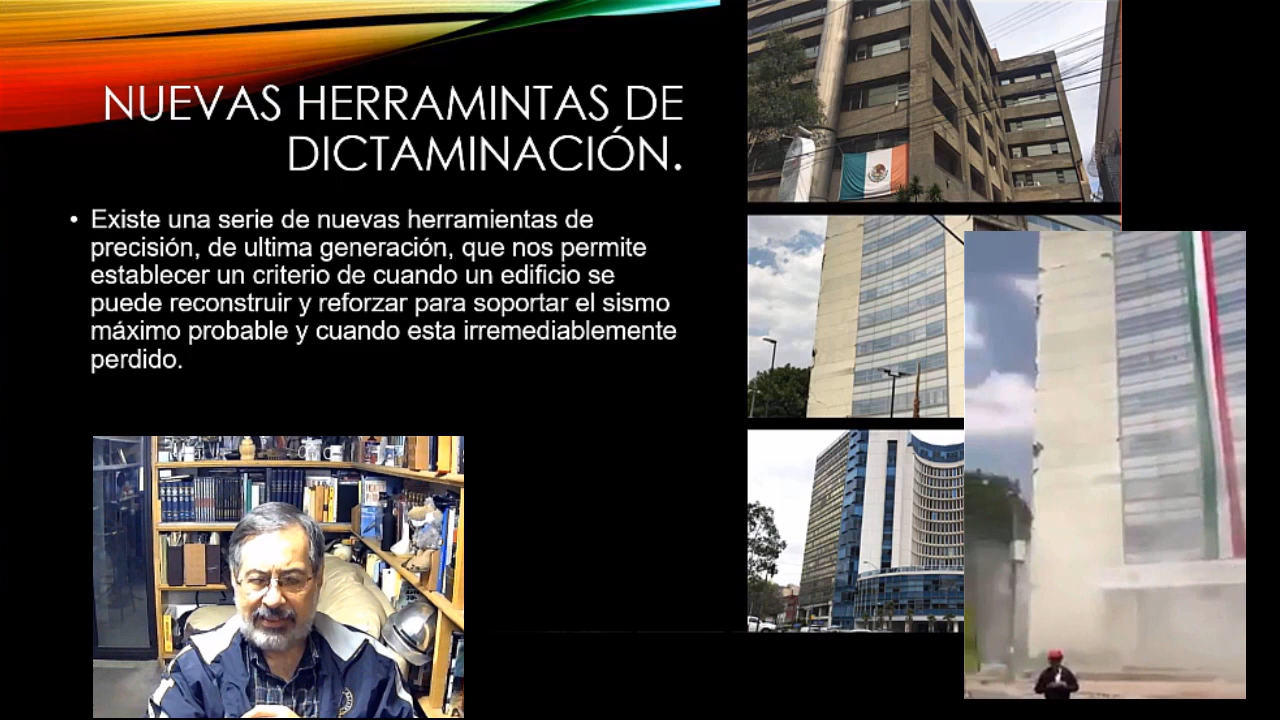 NUEVAS HERRAMINTAS DE
DICTAMINACIÓN.
• Existe una serie de nuevas herramientas de
precisión, de ultima generación, que nos permite
establecer un criterio de cuando un edificio se
puede reconstruir y reforzar para soportar el sismo
máximo probable y cuando esta irremediablemente
perdido.